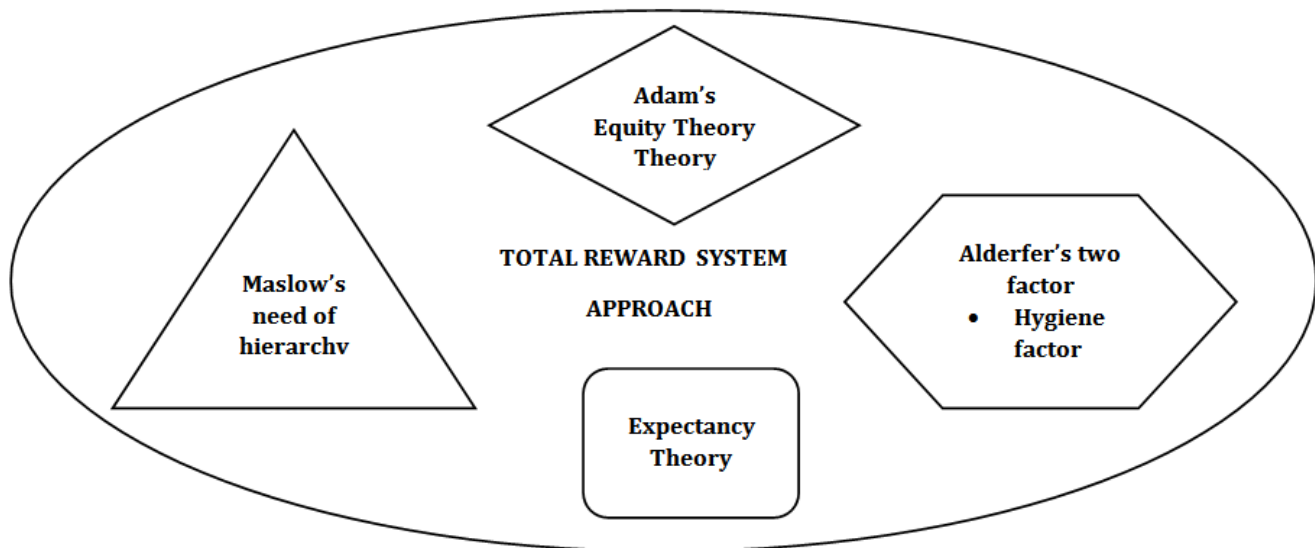 Adam's
Equity Theory
Theory
TOTAL REWARD SYSTEM
APPROACH
Maslow's
need of
hierarchy
Alderfer's two
factor
• Hygiene
factor
Expectancy
Theory